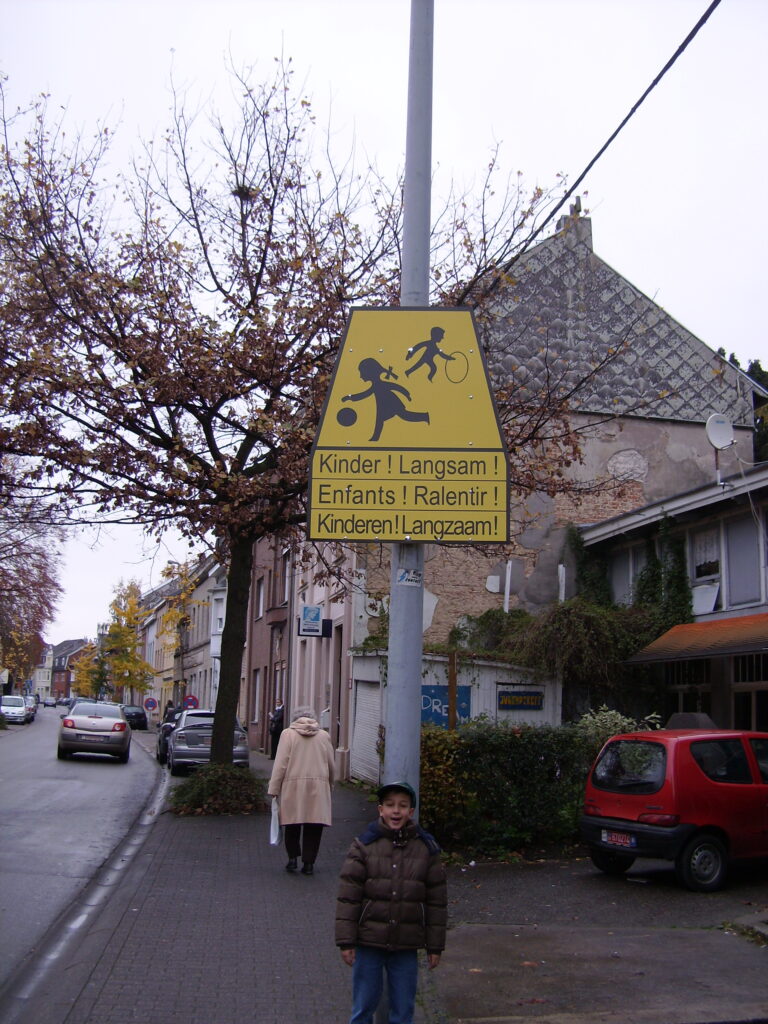 Kinder ! Langsam !
Enfants ! Ralentir !
Kinderen! Langzaam!